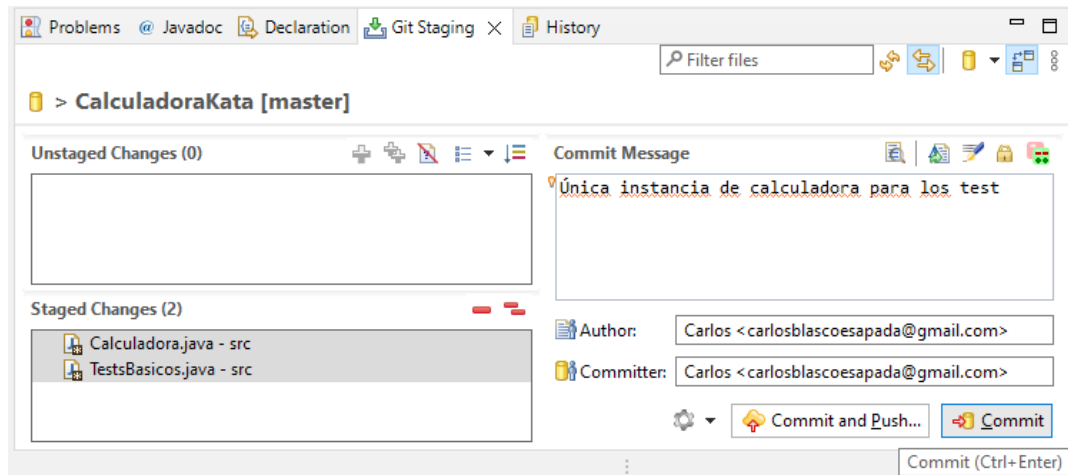 Problems @ Javadoc Declaration Git Staging History
Filter files
> CalculadoraKata [master]
Unstaged Changes (0)
Commit Message
Única instancia de calculadora para los test
Staged Changes (2)
Calculadora.java - src
TestsBasicos.java - src
Author: Carlos <carlosblascoesapada@gmail.com>
Committer: Carlos <carlosblascoesapada@gmail.com>
Commit and Push... Commit
Commit (Ctrl+Enter)